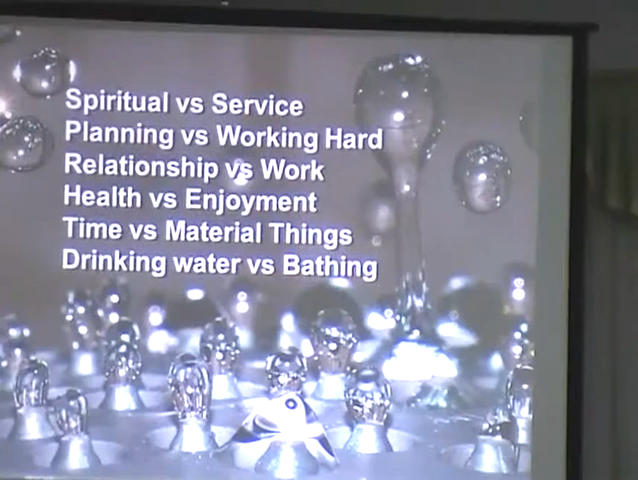 Spiritual vs Service
Planning vs Working Hard
Relationship vs Work
Health vs Enjoyment
Time vs Material Things
Drinking water vs Bathing